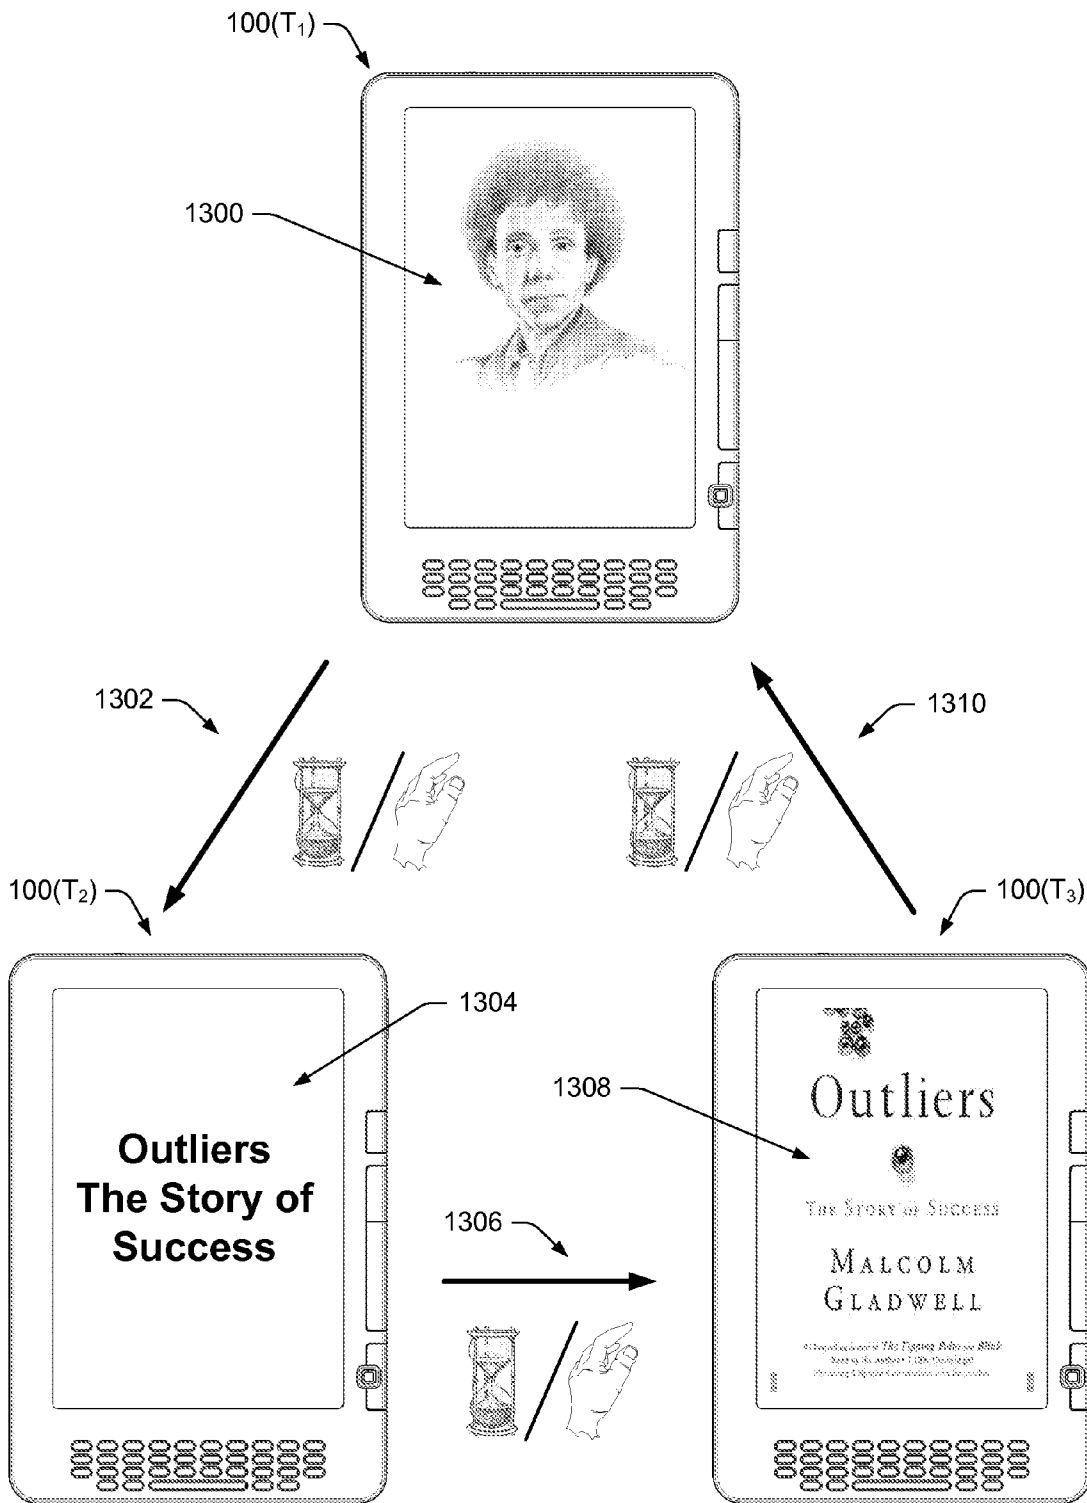 100(T₁)
1300
1302
1310
100(T₂)
100(T₃)
1304
1308
Outliers
The Story of
Success
1306
Outliers
THE STORY OF SUCCESS
MALCOLM
GLADWELL